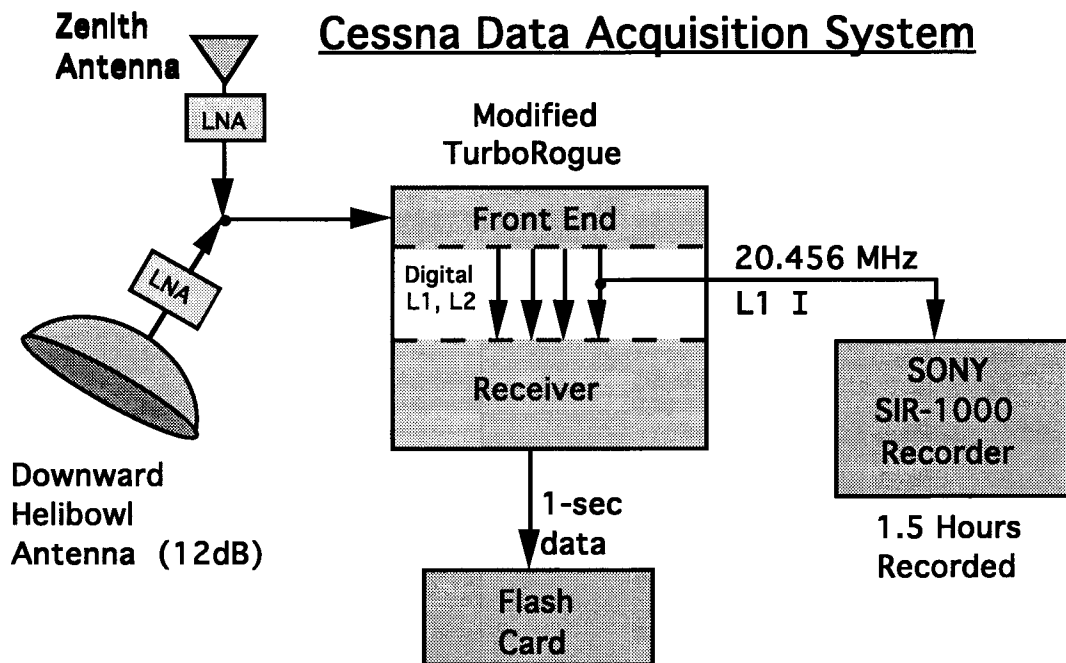 Cessna Data Acquisition System
Zenith
Antenna
LNA
Modified
TurboRogue
Front End
Digital
L1, L2
20.456 MHz
L1 I
LNA
Receiver
SONY
SIR-1000
Recorder
Downward
Helibowl
Antenna (12dB)
1-sec
data
1.5 Hours
Recorded
Flash
Card